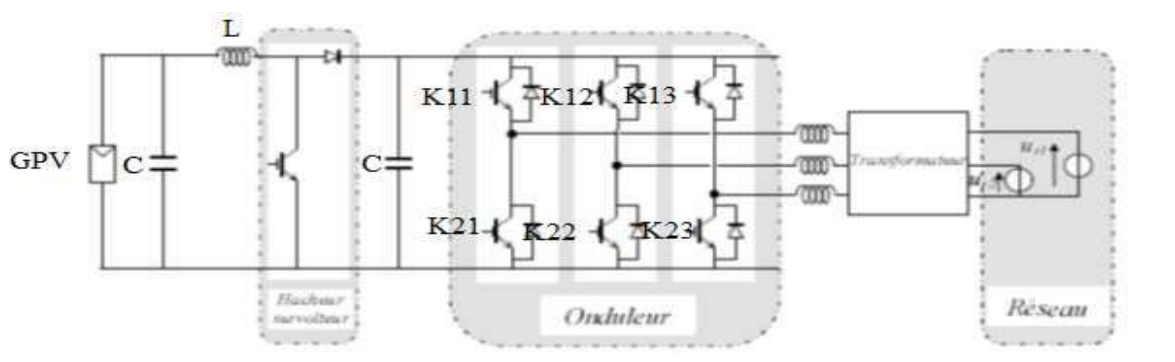 L
K11
K12
K13
GPV
C
C
Transformateur
K21
K22
K23
Hacheur
survolteur
Onduleur
Réseau